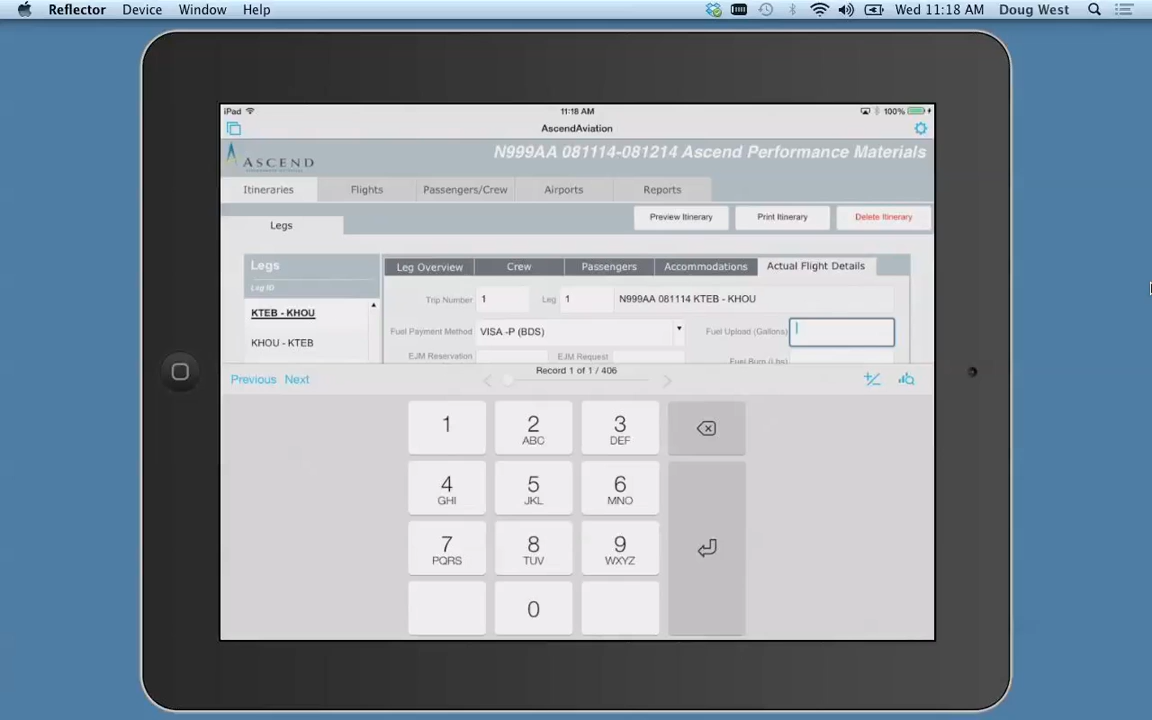 Reflector Device Window Help Wed 11:18 AM Doug West
iPad 11:18 AM 100%
AscendAviation
ASCEND N999AA 081114-081214 Ascend Performance Materials
Itineraries Flights Passengers/Crew Airports Reports
Legs Preview Itinerary Print Itinerary Delete Itinerary
Legs Leg Overview Crew Passengers Accommodations Actual Flight Details
Leg ID
Trip Number 1 Leg 1 N999AA 081114 KTEB - KHOU
KTEB - KHOU
Fuel Payment Method VISA -P (BDS) Fuel Upload (Gallons)
KHOU - KTEB
EJM Reservation EJM Request Fuel Burn (Lbs)
Previous Next Record 1 of 1 / 406
1 2 3
ABC DEF
4 5 6
GHI JKL MNO
7 8 9
PQRS TUV WXYZ
0